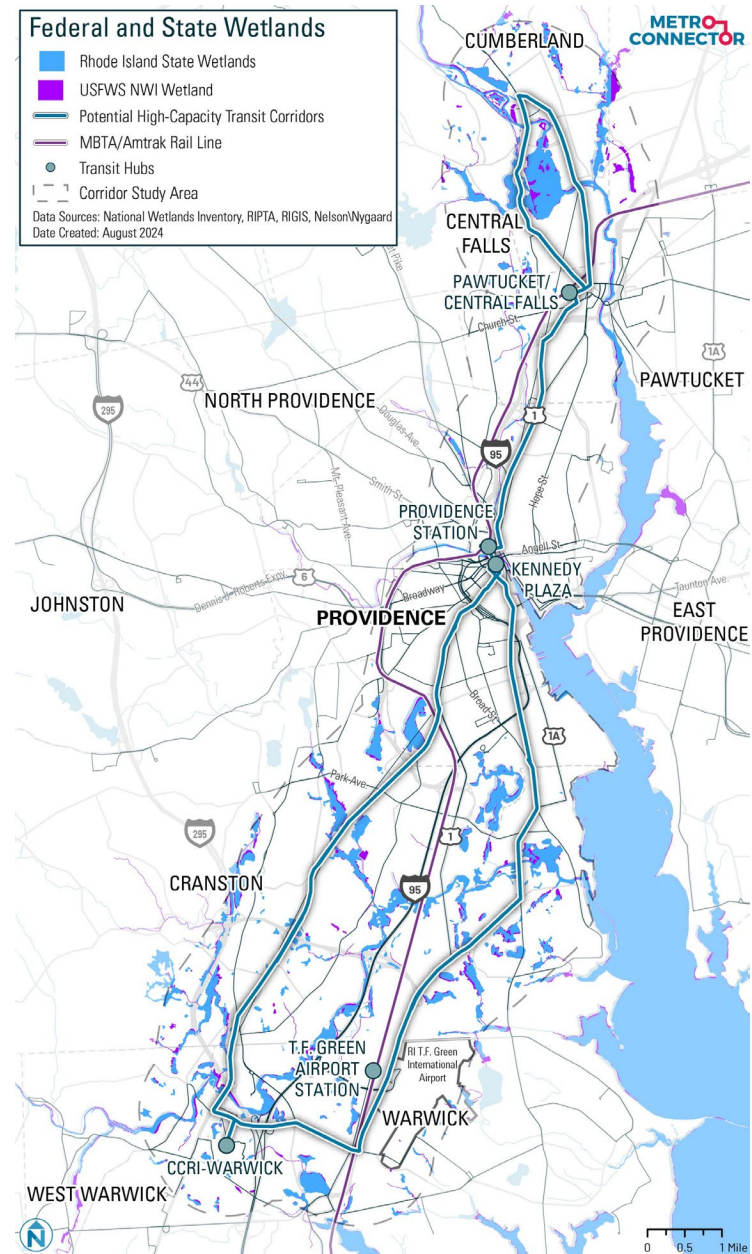 Federal and State Wetlands
Rhode Island State Wetlands
USFWS NWI Wetland
Potential High-Capacity Transit Corridors
MBTA/Amtrak Rail Line
Transit Hubs
Corridor Study Area
Data Sources: National Wetlands Inventory, RIPTA, RIGIS, Nelson\Nygaard
Date Created: August 2024
METRO
CONNECTOR
CUMBERLAND
CENTRAL
FALLS
PAWTUCKET/
CENTRAL FALLS
Church St.
1A
PAWTUCKET
44
295
NORTH PROVIDENCE
1
Douglas Ave.
95
Smith St.
Mt. Pleasant Ave.
Hope St.
PROVIDENCE
STATION
Angell St.
KENNEDY
PLAZA
6
Dennis J. Roberts Expy.
Broadway
Taunton Ave.
JOHNSTON
PROVIDENCE
EAST
PROVIDENCE
Broad St.
1A
Park Ave.
295
1
CRANSTON
95
T.F. GREEN
AIRPORT
STATION
RI T.F. Green
International
Airport
WARWICK
CCRI-WARWICK
WEST WARWICK
N
0 0.5 1 Mile